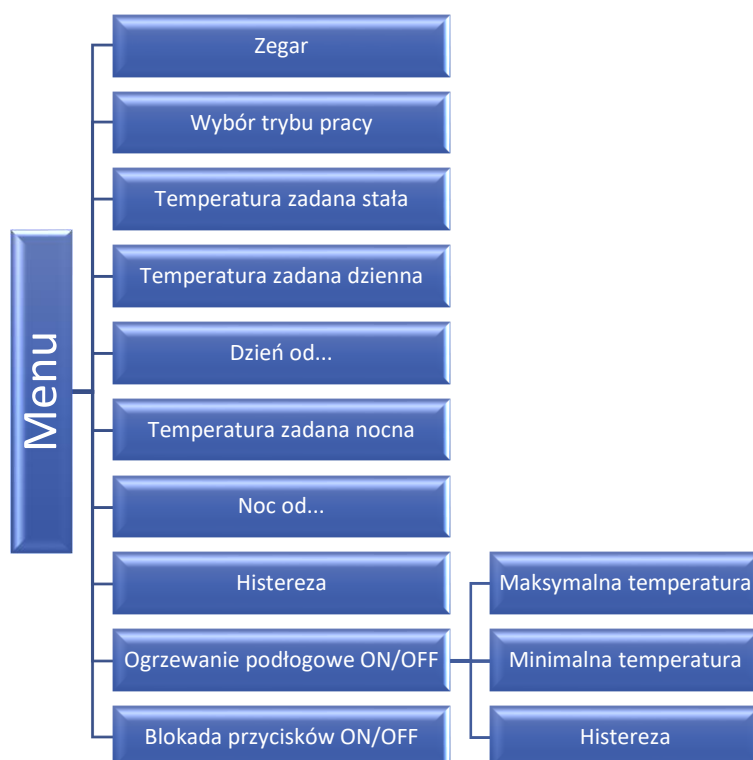 Menu
Zegar
Wybór trybu pracy
Temperatura zadana stała
Temperatura zadana dzienna
Dzień od...
Temperatura zadana nocna
Noc od...
Histereza
Ogrzewanie podłogowe ON/OFF
Maksymalna temperatura
Minimalna temperatura
Histereza
Blokada przycisków ON/OFF